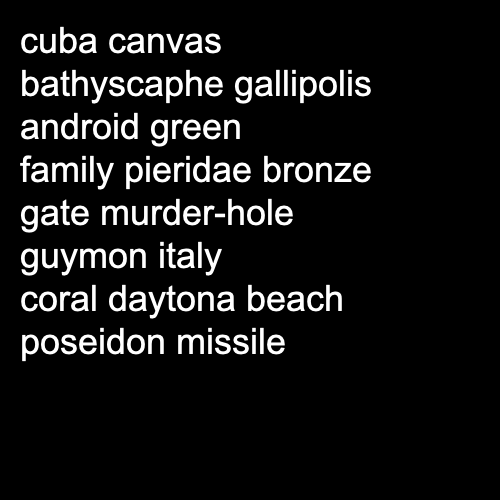 cuba canvas
bathyscaphe gallipolis
android green
family pieridae bronze
gate murder-hole
guymon italy
coral daytona beach
poseidon missile